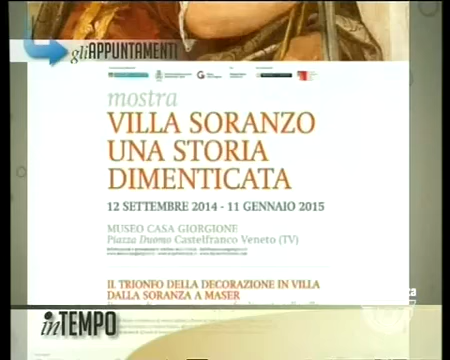 gliAPPUNTAMENTI
mostra
VILLA SORANZO
UNA STORIA
DIMENTICATA
12 SETTEMBRE 2014 - 11 GENNAIO 2015
MUSEO CASA GIORGIONE
Piazza Duomo Castelfranco Veneto (TV)
IL TRIONFO DELLA DECORAZIONE IN VILLA
DALLA SORANZA A MASER
inTEMPO